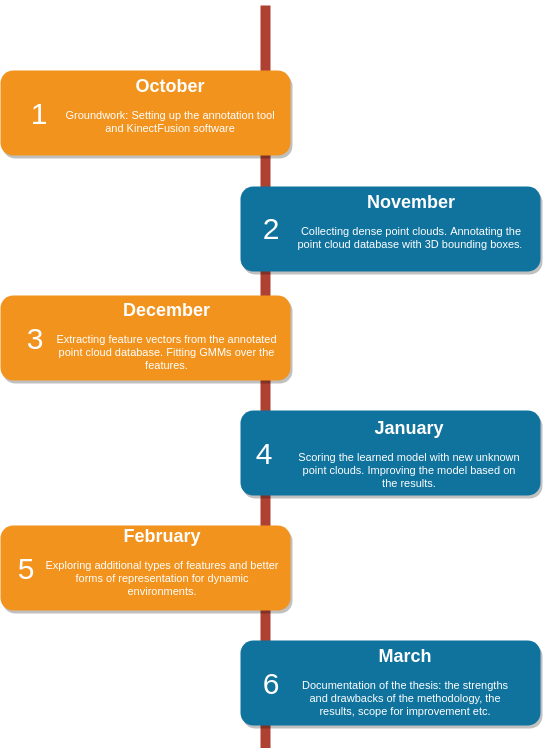 October
1
Groundwork: Setting up the annotation tool
and KinectFusion software
November
2
Collecting dense point clouds. Annotating the
point cloud database with 3D bounding boxes.
December
3
Extracting feature vectors from the annotated
point cloud database. Fitting GMMs over the
features.
January
4
Scoring the learned model with new unknown
point clouds. Improving the model based on
the results.
February
5
Exploring additional types of features and better
forms of representation for dynamic
environments.
March
6
Documentation of the thesis: the strengths
and drawbacks of the methodology, the
results, scope for improvement etc.